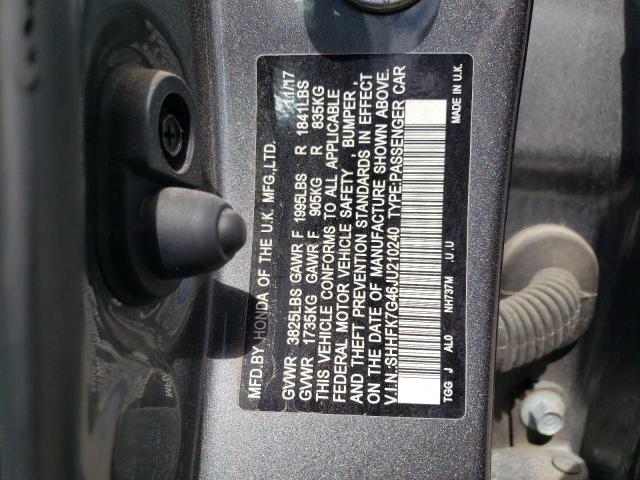 MFD.BY HONDA OF THE U.K. MFG.,LTD. 11/17
GVWR 3825LBS GAWR F 1995LBS R 1841LBS
GVWR 1735KG GAWR F 905KG R 835KG
THIS VEHICLE CONFORMS TO ALL APPLICABLE
FEDERAL MOTOR VEHICLE SAFETY , BUMPER ,
AND THEFT PREVENTION STANDARDS IN EFFECT
ON THE DATE OF MANUFACTURE SHOWN ABOVE.
V.I.N.:SHHFK7G46JU210240 TYPE:PASSENGER CAR
TGG J AL0 NH737M .U.U MADE IN U.K.